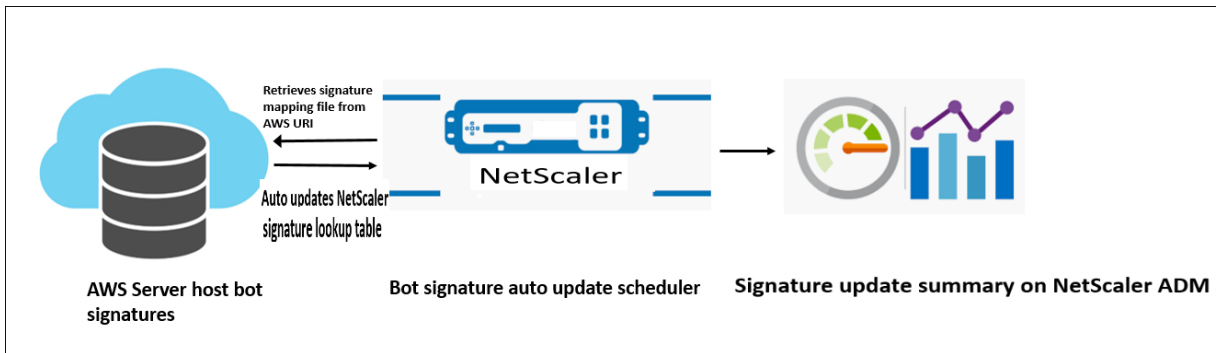 Retrieves signature
mapping file from
AWS URI
Auto updates NetScaler
signature lookup table
NetScaler
AWS Server host bot
signatures
Bot signature auto update scheduler
Signature update summary on NetScaler ADM